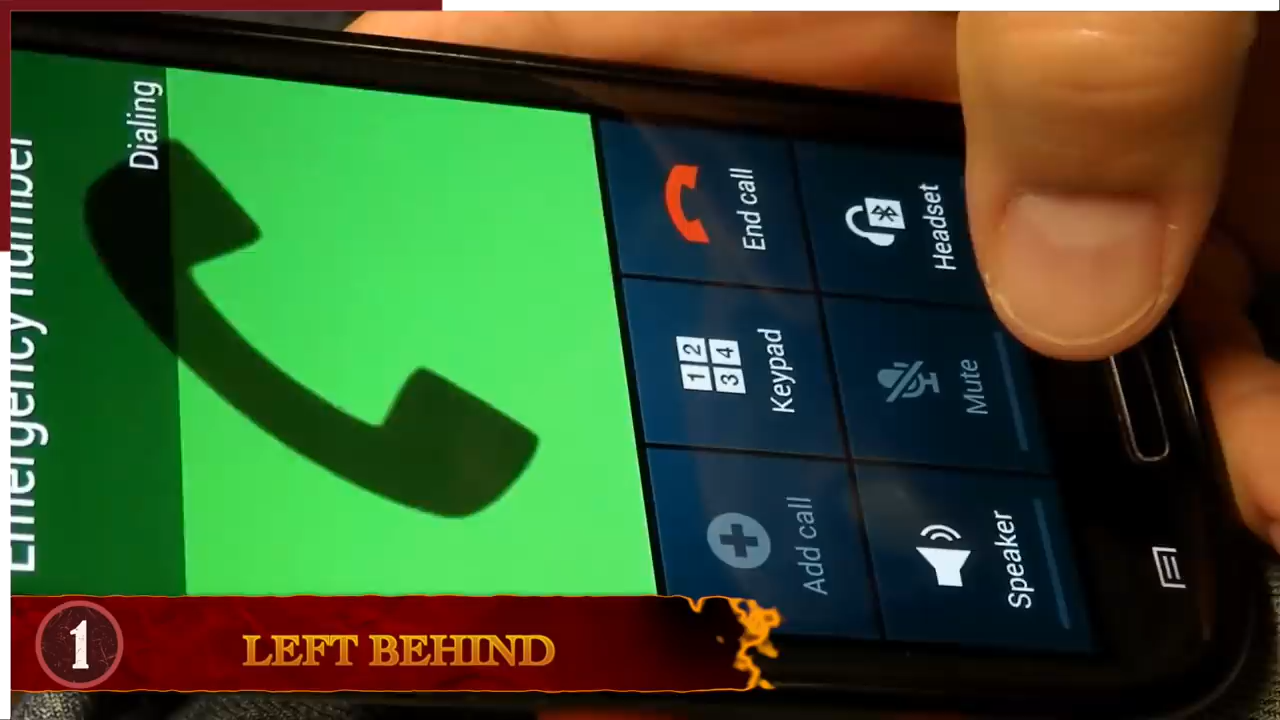 Emergency number
Dialing
End call
Keypad
1 2
3 4
Add call
Headset
Mute
Speaker
1
LEFT BEHIND